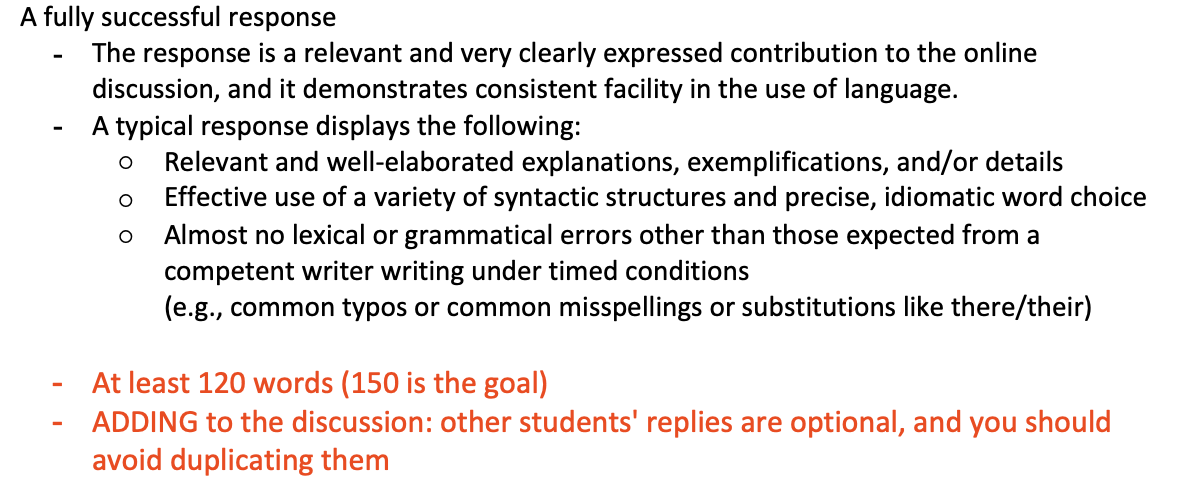 A fully successful response
- The response is a relevant and very clearly expressed contribution to the online
discussion, and it demonstrates consistent facility in the use of language.
- A typical response displays the following:
o Relevant and well-elaborated explanations, exemplifications, and/or details
o Effective use of a variety of syntactic structures and precise, idiomatic word choice
o Almost no lexical or grammatical errors other than those expected from a
competent writer writing under timed conditions
(e.g., common typos or common misspellings or substitutions like there/their)
- At least 120 words (150 is the goal)
- ADDING to the discussion: other students' replies are optional, and you should
avoid duplicating them